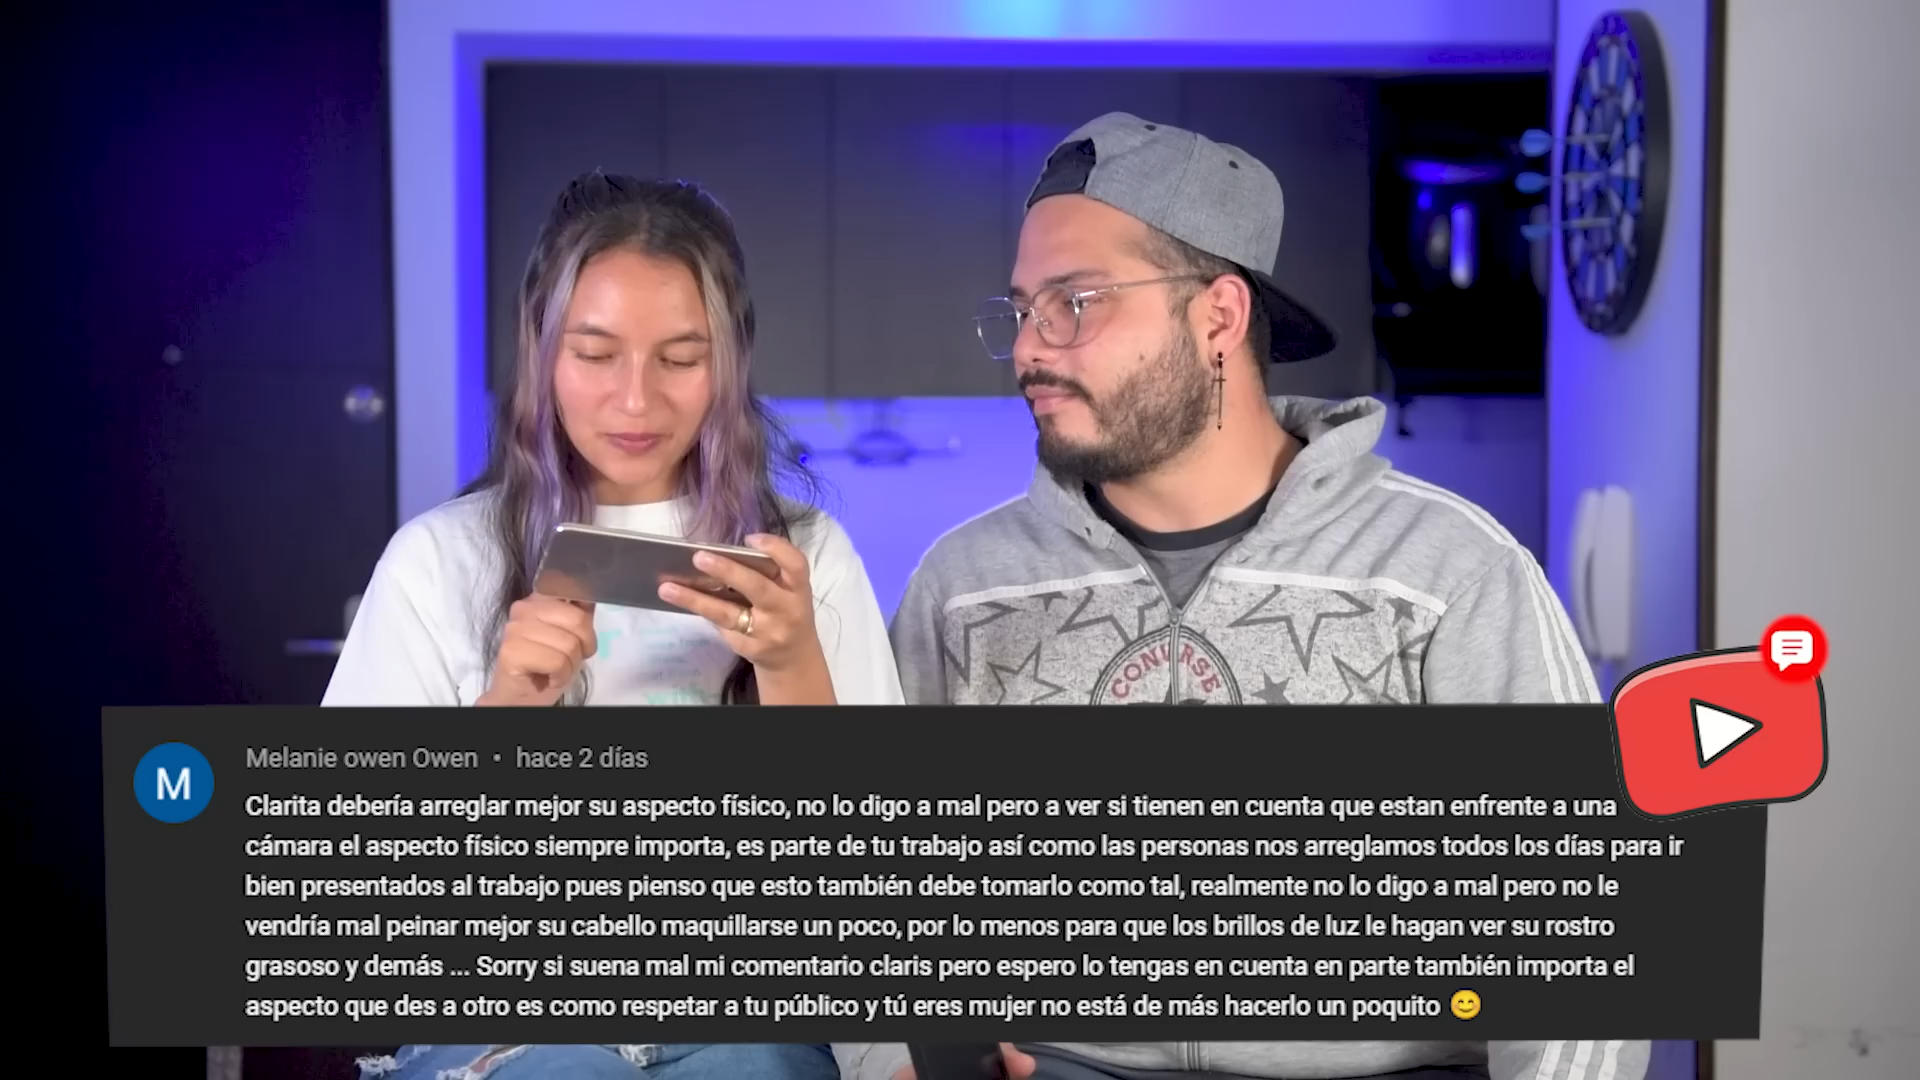 CONVERSE
M
Melanie owen Owen • hace 2 días
Clarita debería arreglar mejor su aspecto físico, no lo digo a mal pero a ver si tienen en cuenta que estan enfrente a una
cámara el aspecto físico siempre importa, es parte de tu trabajo así como las personas nos arreglamos todos los días para ir
bien presentados al trabajo pues pienso que esto también debe tomarlo como tal, realmente no lo digo a mal pero no le
vendría mal peinar mejor su cabello maquillarse un poco, por lo menos para que los brillos de luz le hagan ver su rostro
grasoso y demás ... Sorry si suena mal mi comentario claris pero espero lo tengas en cuenta en parte también importa el
aspecto que des a otro es como respetar a tu público y tú eres mujer no está de más hacerlo un poquito 😊